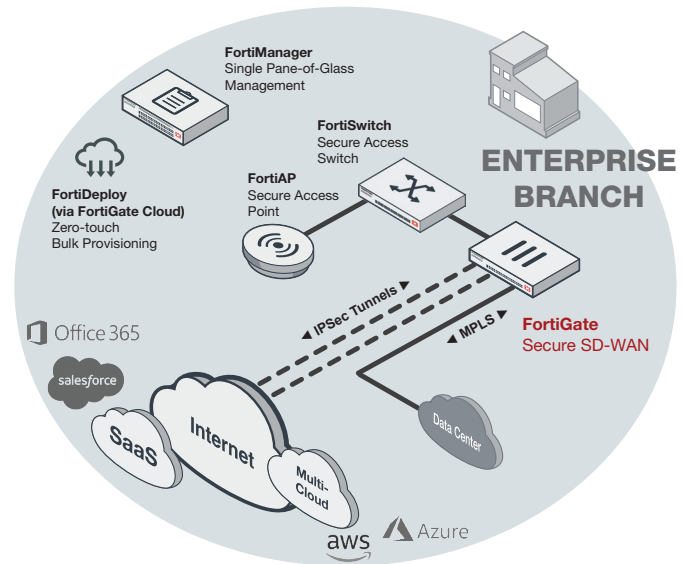 FortiManager
Single Pane-of-Glass
Management
FortiSwitch
Secure Access
Switch
ENTERPRISE
BRANCH
FortiDeploy
(via FortiGate Cloud)
Zero-touch
Bulk Provisioning
FortiAP
Secure Access
Point
IPSec Tunnels
MPLS
FortiGate
Secure SD-WAN
Office 365
salesforce
SaaS
Internet
Multi-
Cloud
Data Center
aws
Azure